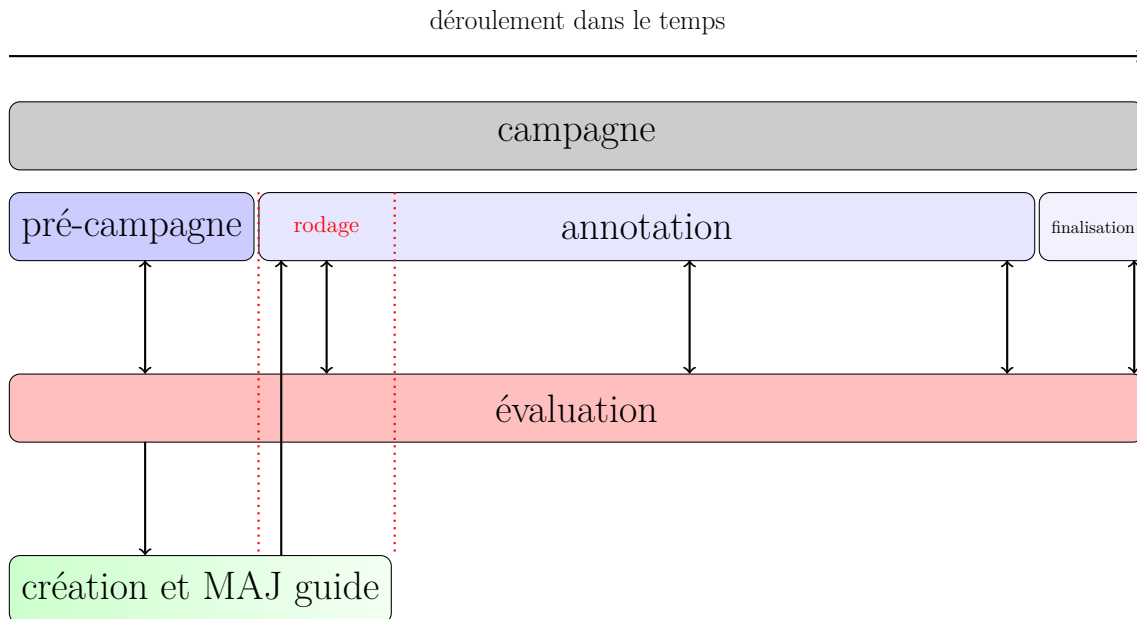 déroulement dans le temps
campagne
pré-campagne
rodage
annotation
finalisation
évaluation
création et MAJ guide